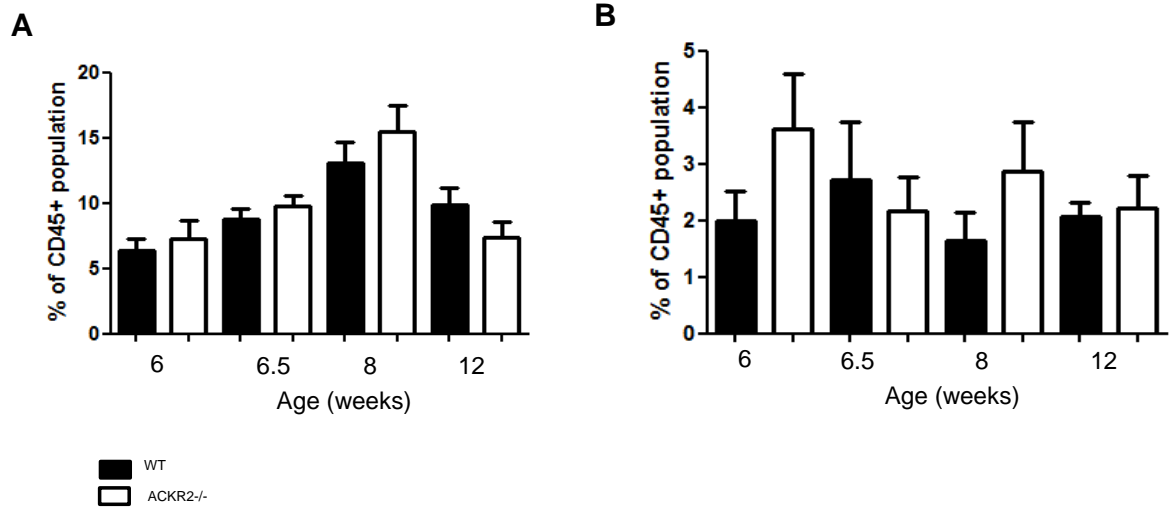 A
% of CD45+ population
20
15
10
5
0
6 6.5 8 12
Age (weeks)
B
% of CD45+ population
5
4
3
2
1
0
6 6.5 8 12
Age (weeks)
WT
ACKR2-/-